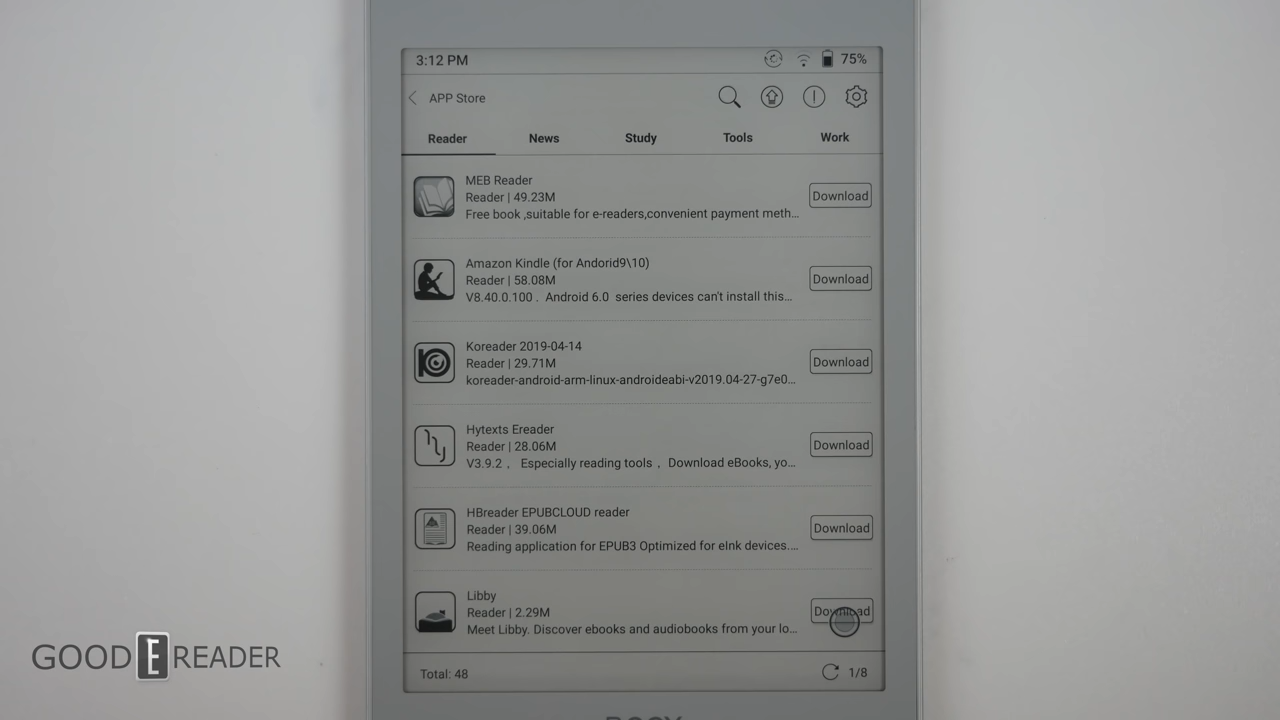 3:12 PM
75%
APP Store
Reader News Study Tools Work
MEB Reader
Reader | 49.23M
Free book ,suitable for e-readers,convenient payment meth...
Download
Amazon Kindle (for Andorid9\10)
Reader | 58.08M
V8.40.0.100 . Android 6.0 series devices can't install this...
Download
Koreader 2019-04-14
Reader | 29.71M
koreader-android-arm-linux-androideabi-v2019.04-27-g7e0...
Download
Hytexts Ereader
Reader | 28.06M
V3.9.2 , Especially reading tools , Download eBooks, yo...
Download
HBreader EPUBCLOUD reader
Reader | 39.06M
Reading application for EPUB3 Optimized for eInk devices....
Download
Libby
Reader | 2.29M
Meet Libby. Discover ebooks and audiobooks from your lo...
Download
Total: 48
1/8
GOOD E READER